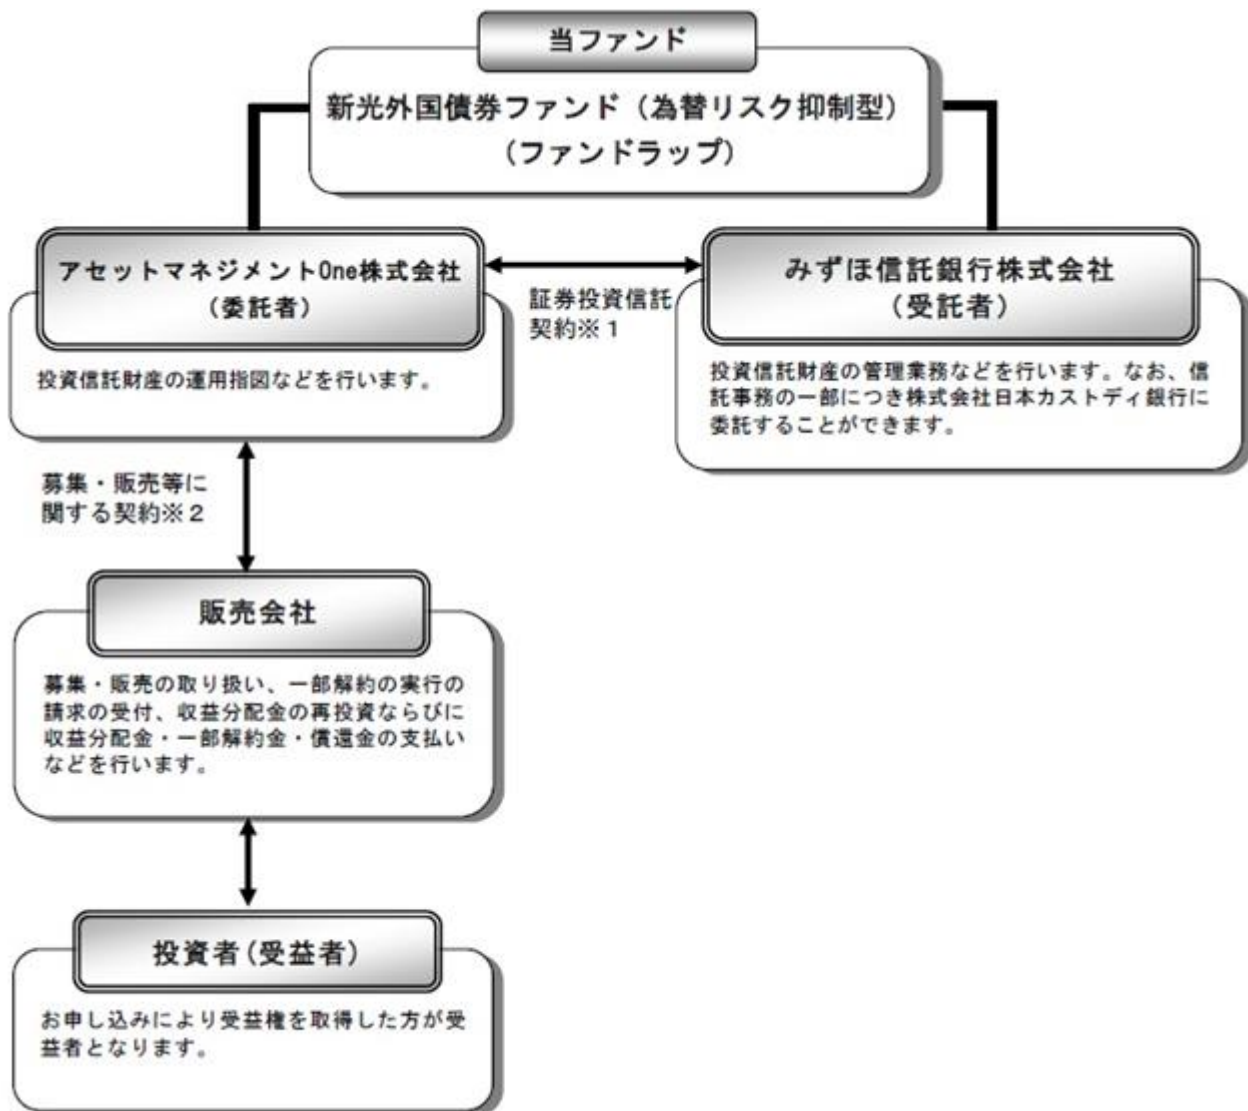 当ファンド
新光外国債券ファンド（為替リスク抑制型）
（ファンドラップ）
アセットマネジメントOne株式会社
（委託者）
投資信託財産の運用指図などを行います。
証券投資信託
契約※１
みずほ信託銀行株式会社
（受託者）
投資信託財産の管理業務などを行います。なお、信
託事務の一部につき株式会社日本カストディ銀行に
委託することができます。
募集・販売等に
関する契約※２
販売会社
募集・販売の取り扱い、一部解約の実行の
請求の受付、収益分配金の再投資ならびに
収益分配金・一部解約金・償還金の支払い
などを行います。
投資者(受益者)
お申し込みにより受益権を取得した方が受
益者となります。